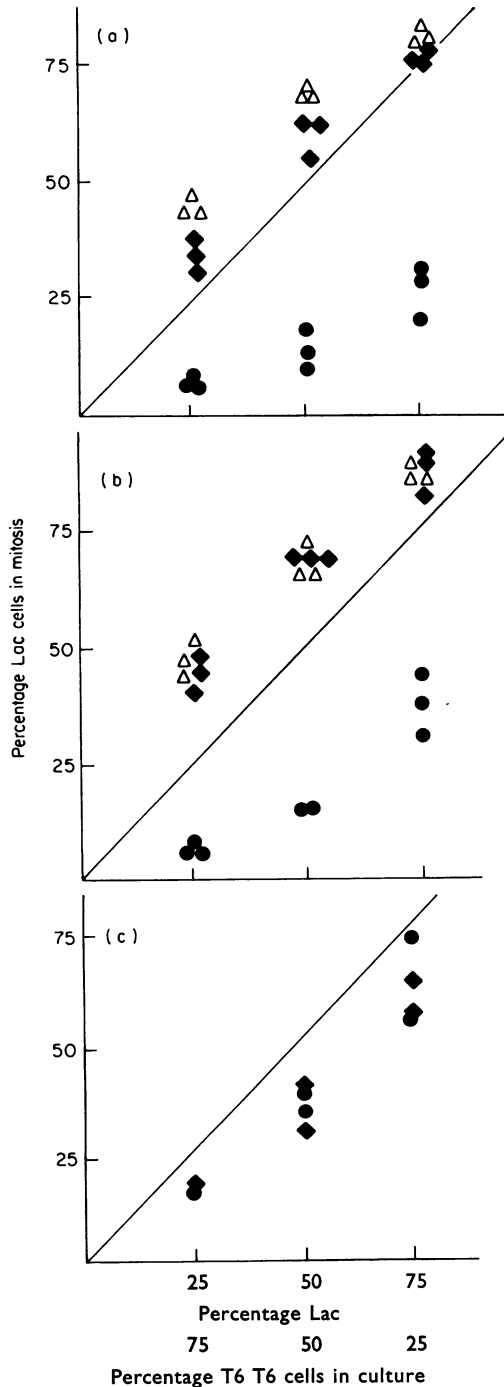 (a)
75
50
25
(b)
75
50
25
Percentage Lac cells in mitosis
(c)
75
50
25
25 50 75
Percentage Lac
75 50 25
Percentage T6 T6 cells in culture